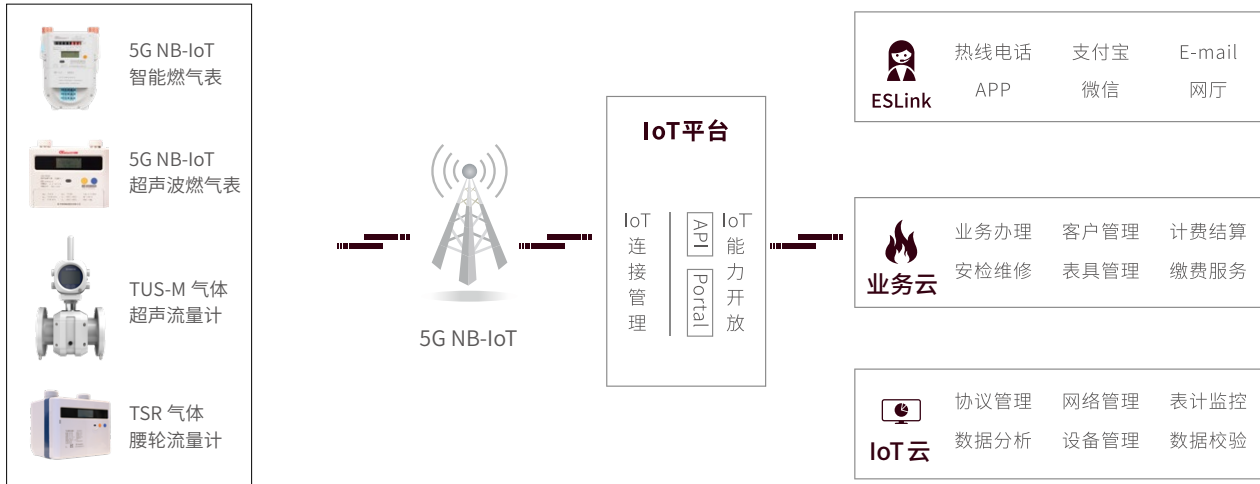 5G NB-IoT
智能燃气表
5G NB-IoT
超声波燃气表
TUS-M 气体
超声流量计
TSR 气体
腰轮流量计
5G NB-IoT
IoT平台
IoT
连接管理
API
Portal
IoT
能力开放
ESLink
热线电话 支付宝 E-mail
APP 微信 网厅
业务云
业务办理 客户管理 计费结算
安检维修 表具管理 缴费服务
IoT云
协议管理 网络管理 表计监控
数据分析 设备管理 数据校验